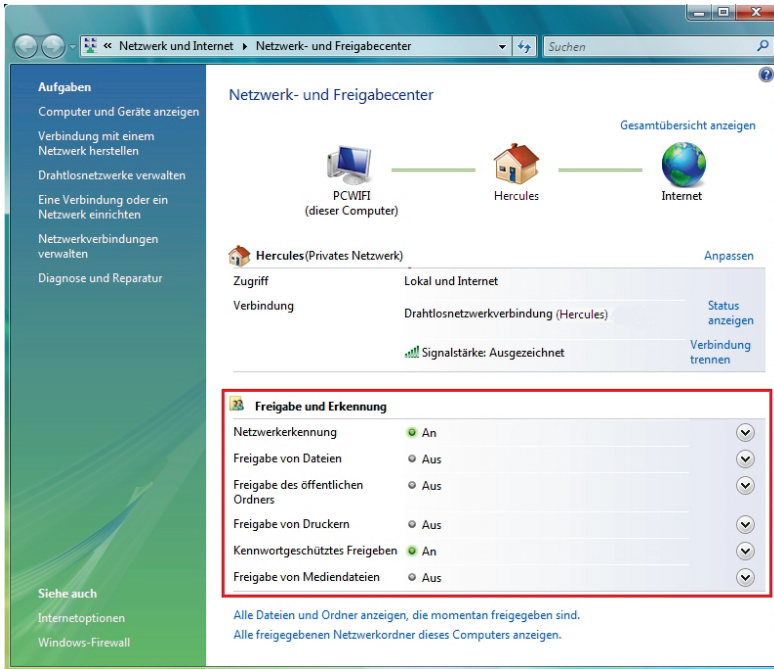 « Netzwerk und Internet ▸ Netzwerk- und Freigabecenter
Suchen
Aufgaben
Computer und Geräte anzeigen
Verbindung mit einem
Netzwerk herstellen
Drahtlosnetzwerke verwalten
Eine Verbindung oder ein
Netzwerk einrichten
Netzwerkverbindungen
verwalten
Diagnose und Reparatur
Siehe auch
Internetoptionen
Windows-Firewall
Netzwerk- und Freigabecenter
Gesamtübersicht anzeigen
PCWIFI
(dieser Computer)
Hercules
Internet
Hercules (Privates Netzwerk) Anpassen
Zugriff Lokal und Internet
Verbindung Drahtlosnetzwerkverbindung (Hercules) Status
anzeigen
Signalstärke: Ausgezeichnet Verbindung
trennen
Freigabe und Erkennung
Netzwerkerkennung An
Freigabe von Dateien Aus
Freigabe des öffentlichen Aus
Ordners
Freigabe von Druckern Aus
Kennwortgeschütztes Freigeben An
Freigabe von Mediendateien Aus
Alle Dateien und Ordner anzeigen, die momentan freigegeben sind.
Alle freigegebenen Netzwerkordner dieses Computers anzeigen.